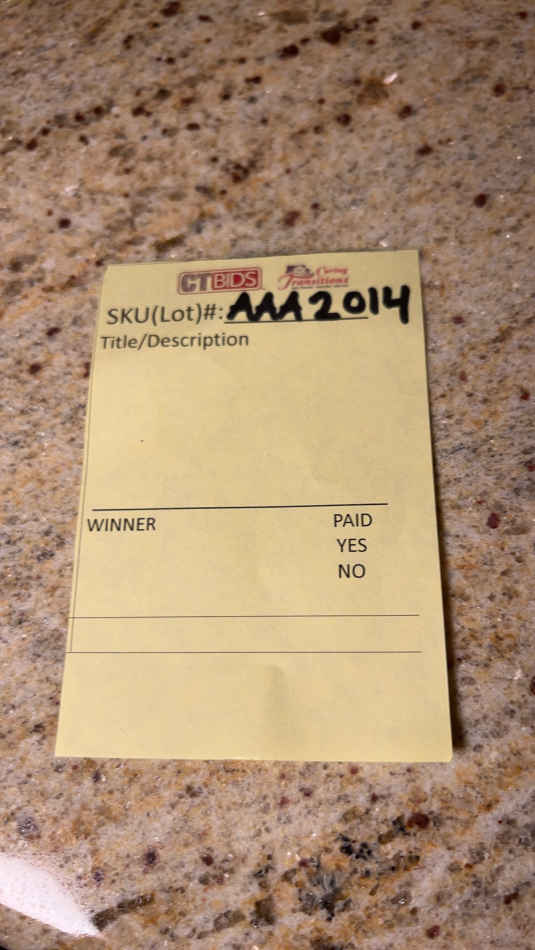 CTBIDS Caring Transitions
SKU(Lot)#: AAA2014
Title/Description
WINNER PAID
YES
NO